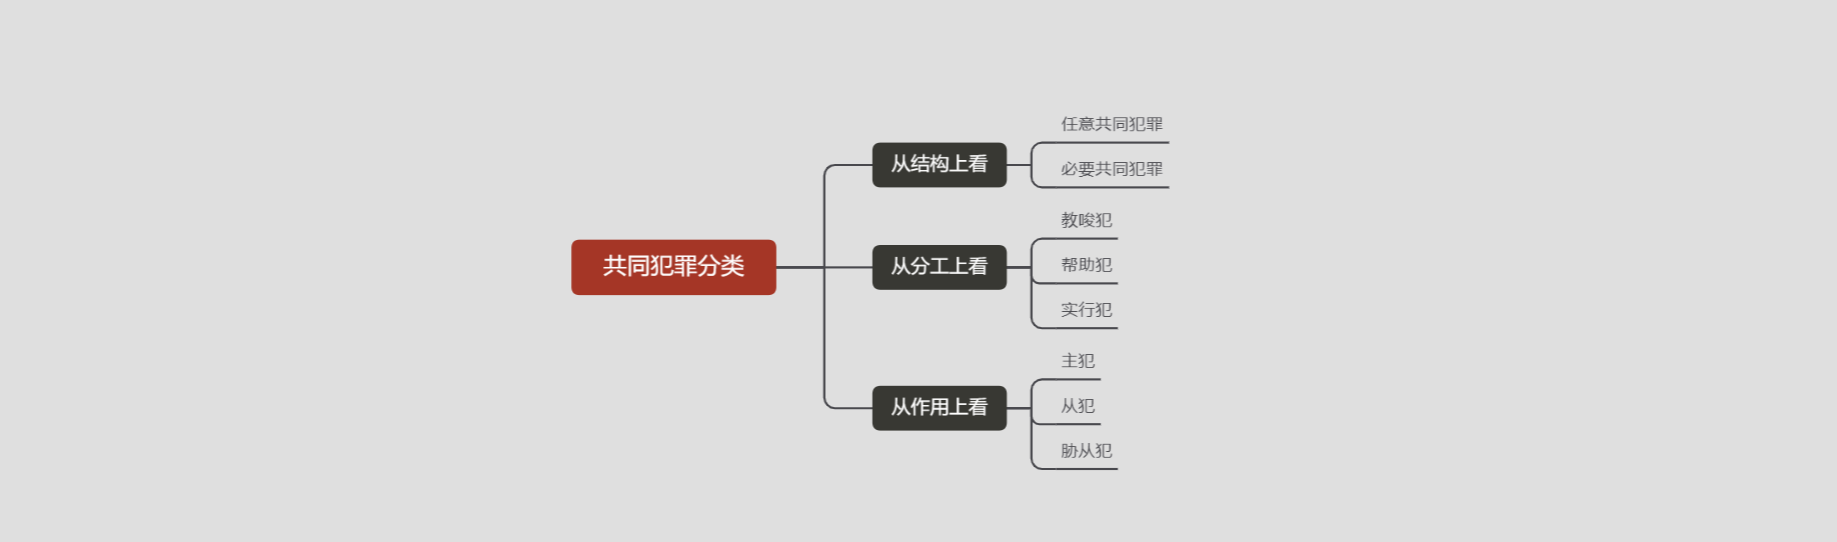 共同犯罪分类
从结构上看
任意共同犯罪
必要共同犯罪
从分工上看
教唆犯
帮助犯
实行犯
从作用上看
主犯
从犯
胁从犯